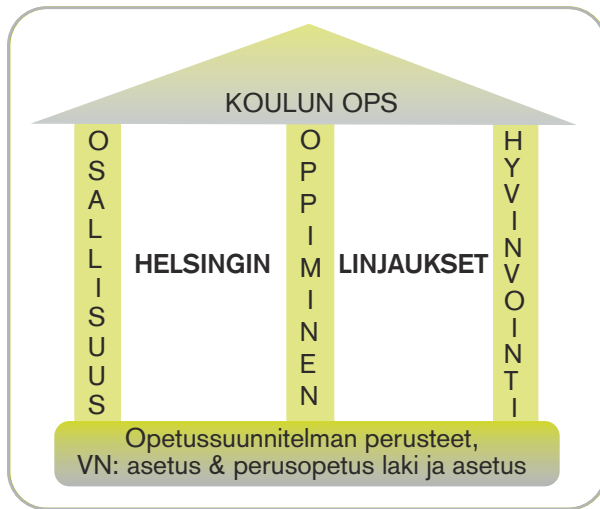 KOULUN OPS
OSALLISUUS
HELSINGIN
OPPIMINEN
LINJAUKSET
HYVINVOINTI
Opetussuunnitelman perusteet,
VN: asetus & perusopetus laki ja asetus